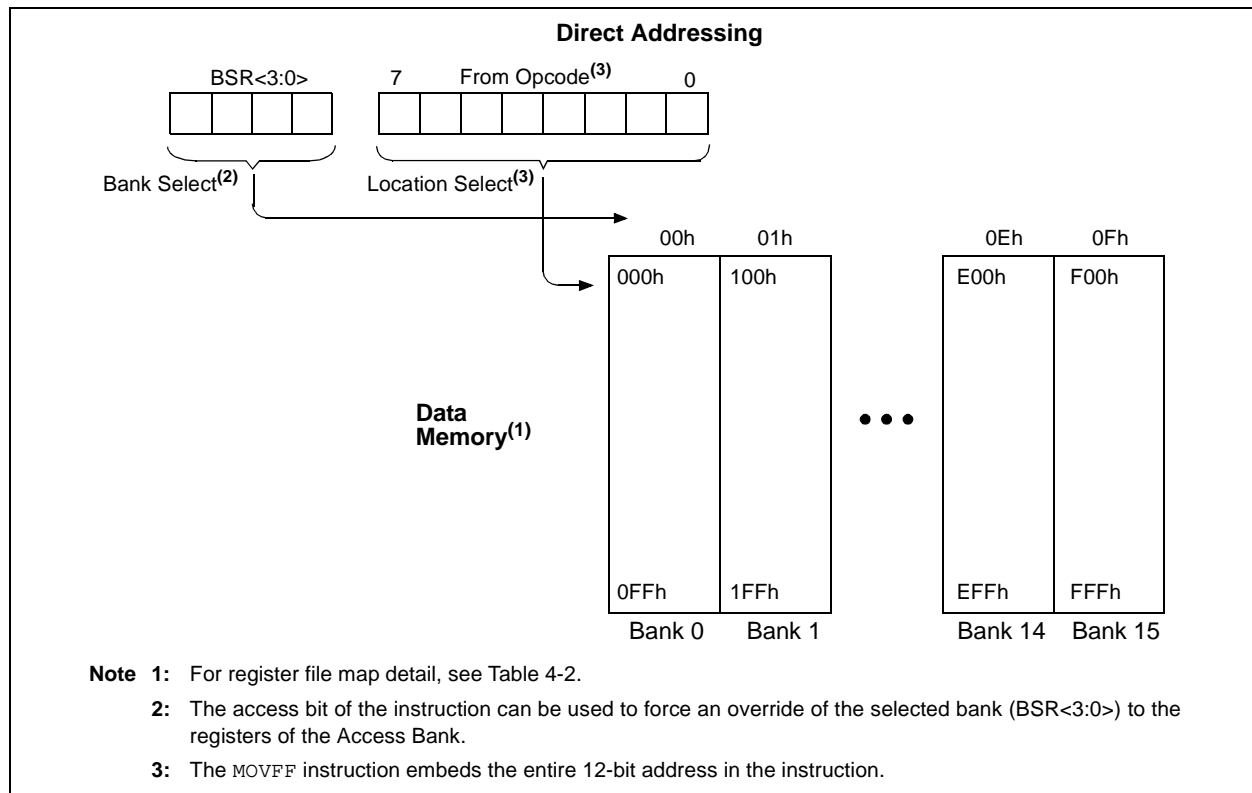 Direct Addressing
BSR<3:0>
7 From Opcode(3) 0
Bank Select(2)
Location Select(3)
00h 01h 0Eh 0Fh
000h 100h E00h F00h
Data
Memory(1)
0FFh 1FFh EFFh FFFh
Bank 0 Bank 1 Bank 14 Bank 15
Note 1: For register file map detail, see Table 4-2.
2: The access bit of the instruction can be used to force an override of the selected bank (BSR<3:0>) to the
registers of the Access Bank.
3: The MOVFF instruction embeds the entire 12-bit address in the instruction.